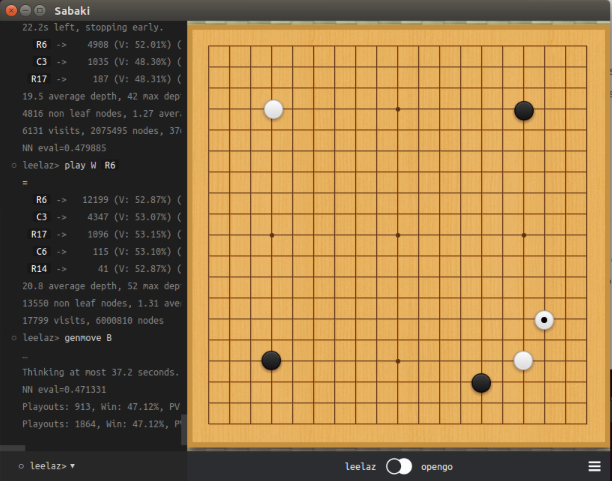 Sabaki
22.2s left, stopping early.
R6 -> 4908 (V: 52.01%) (
C3 -> 1035 (V: 48.30%) (
R17 -> 187 (V: 48.31%) (
19.5 average depth, 42 max dep
4816 non leaf nodes, 1.27 aver
6131 visits, 2075495 nodes, 37
NN eval=0.479885
leelaz> play W R6
=
R6 -> 12199 (V: 52.87%) (
C3 -> 4347 (V: 53.07%) (
R17 -> 1096 (V: 53.15%) (
C6 -> 115 (V: 53.10%) (
R14 -> 41 (V: 52.87%) (
20.8 average depth, 52 max dep
13550 non leaf nodes, 1.31 ave
17799 visits, 6000810 nodes
leelaz> genmove B
…
Thinking at most 37.2 seconds.
NN eval=0.471331
Playouts: 913, Win: 47.12%, PV
Playouts: 1864, Win: 47.12%, P
leelaz> ▾
leelaz opengo